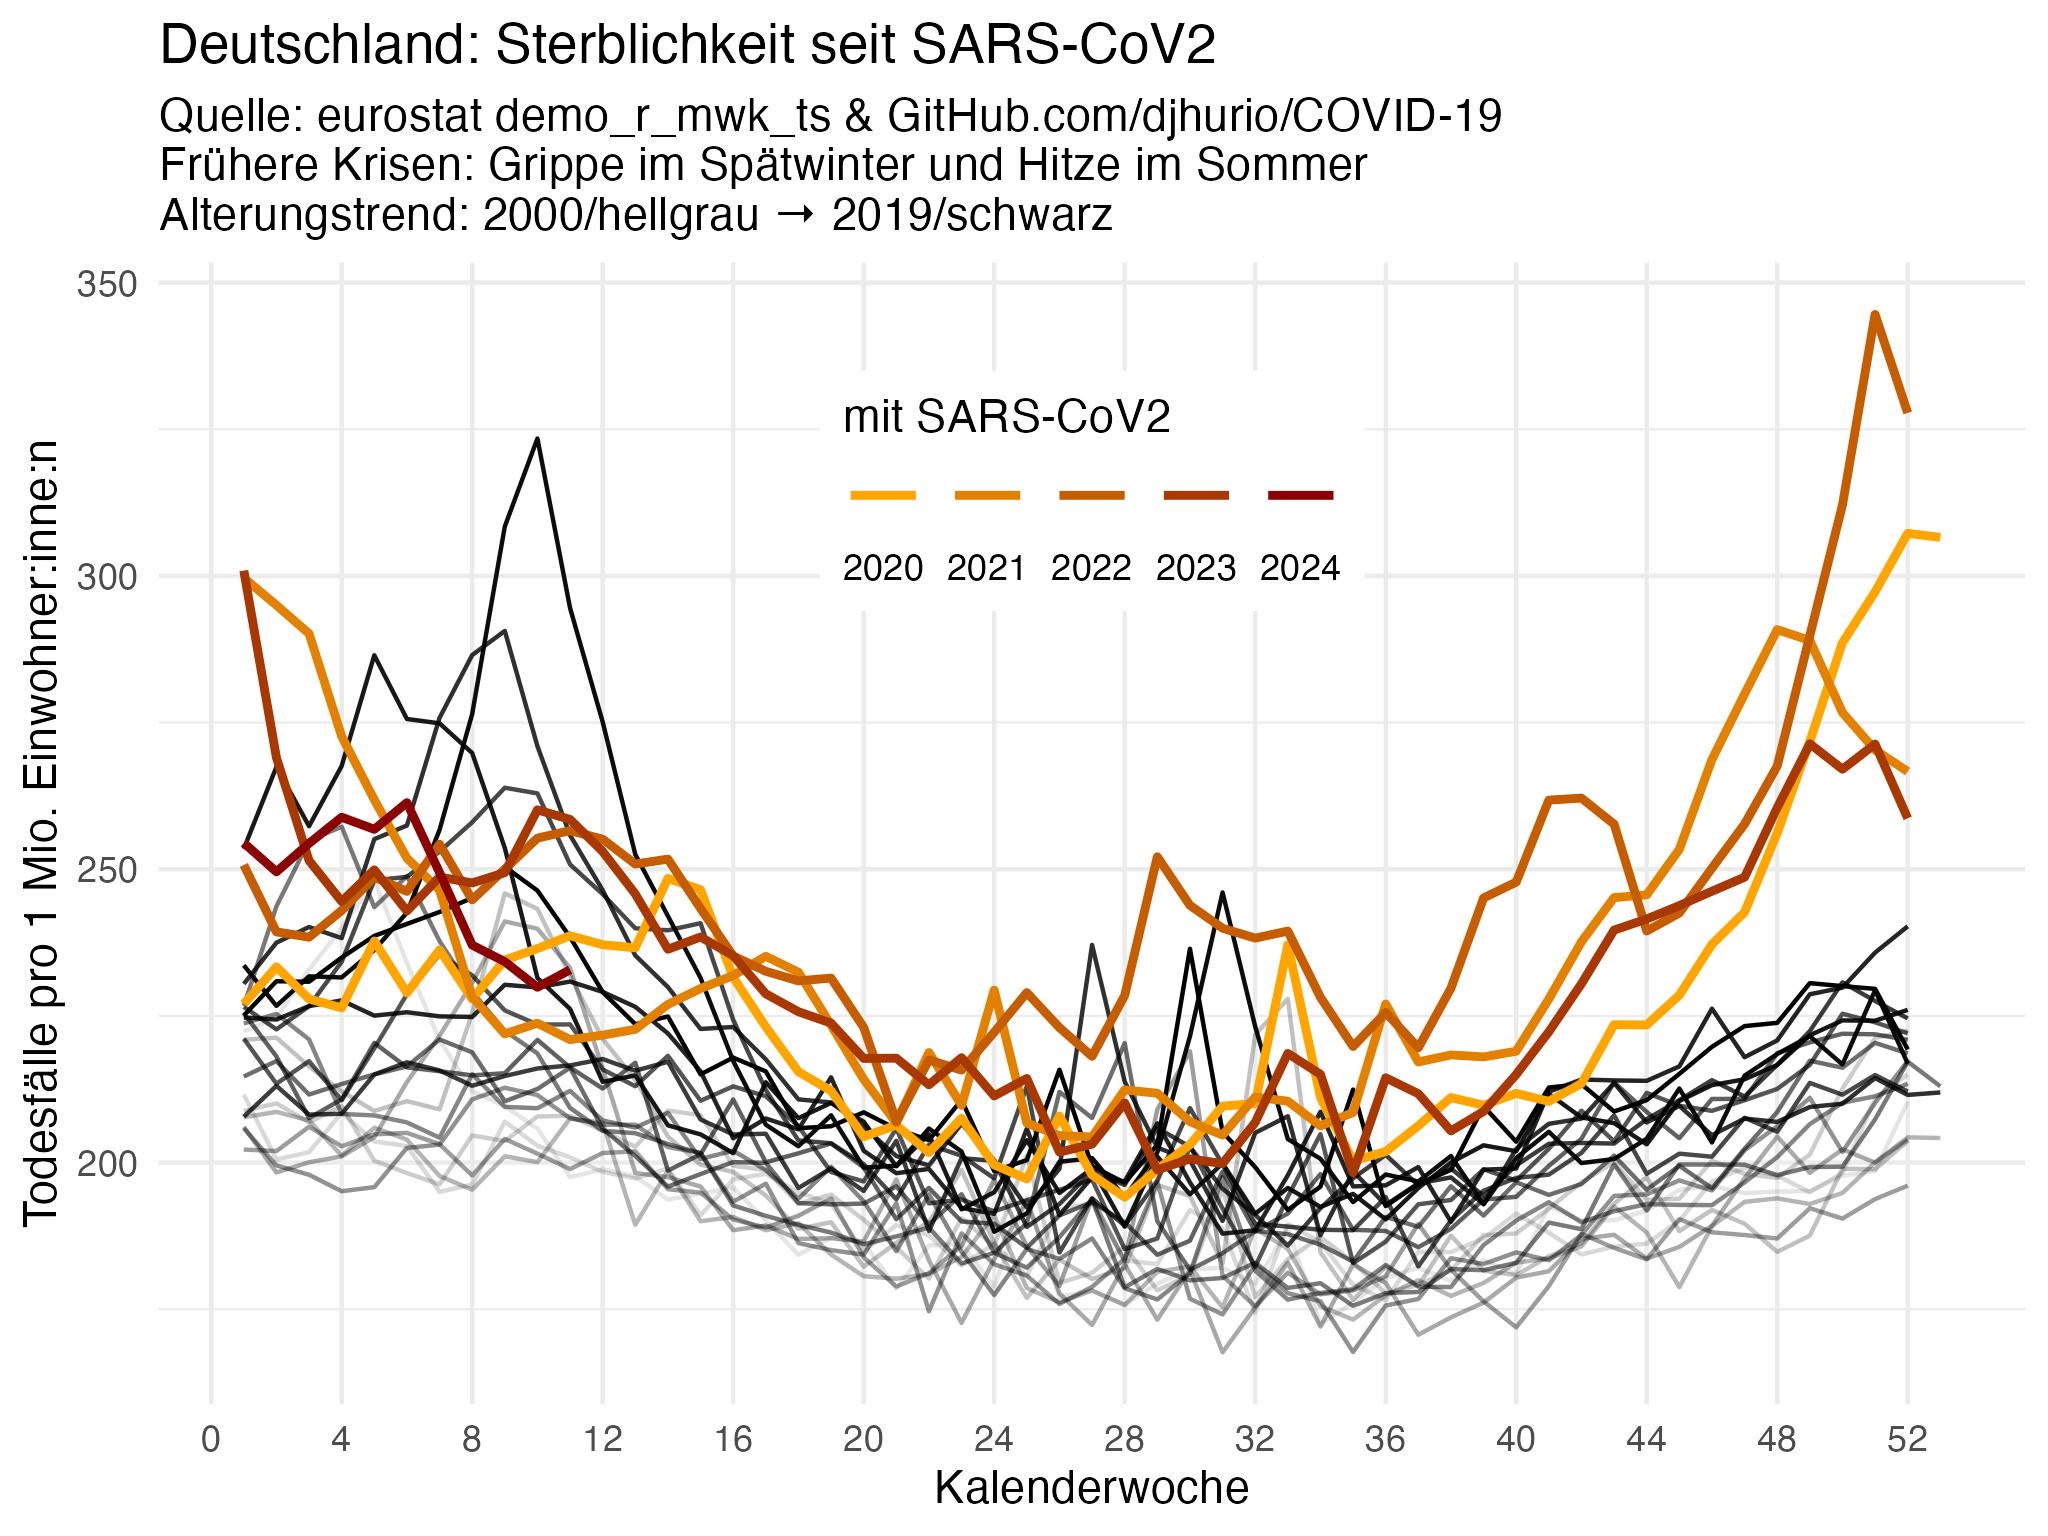 Deutschland: Sterblichkeit seit SARS-CoV2
Quelle: eurostat demo_r_mwk_ts & GitHub.com/djhurio/COVID-19
Frühere Krisen: Grippe im Spätwinter und Hitze im Sommer
Alterungstrend: 2000/hellgrau → 2019/schwarz
Todesfälle pro 1 Mio. Einwohner:inne:n
350
300
250
200
mit SARS-CoV2
2020 2021 2022 2023 2024
0 4 8 12 16 20 24 28 32 36 40 44 48 52
Kalenderwoche